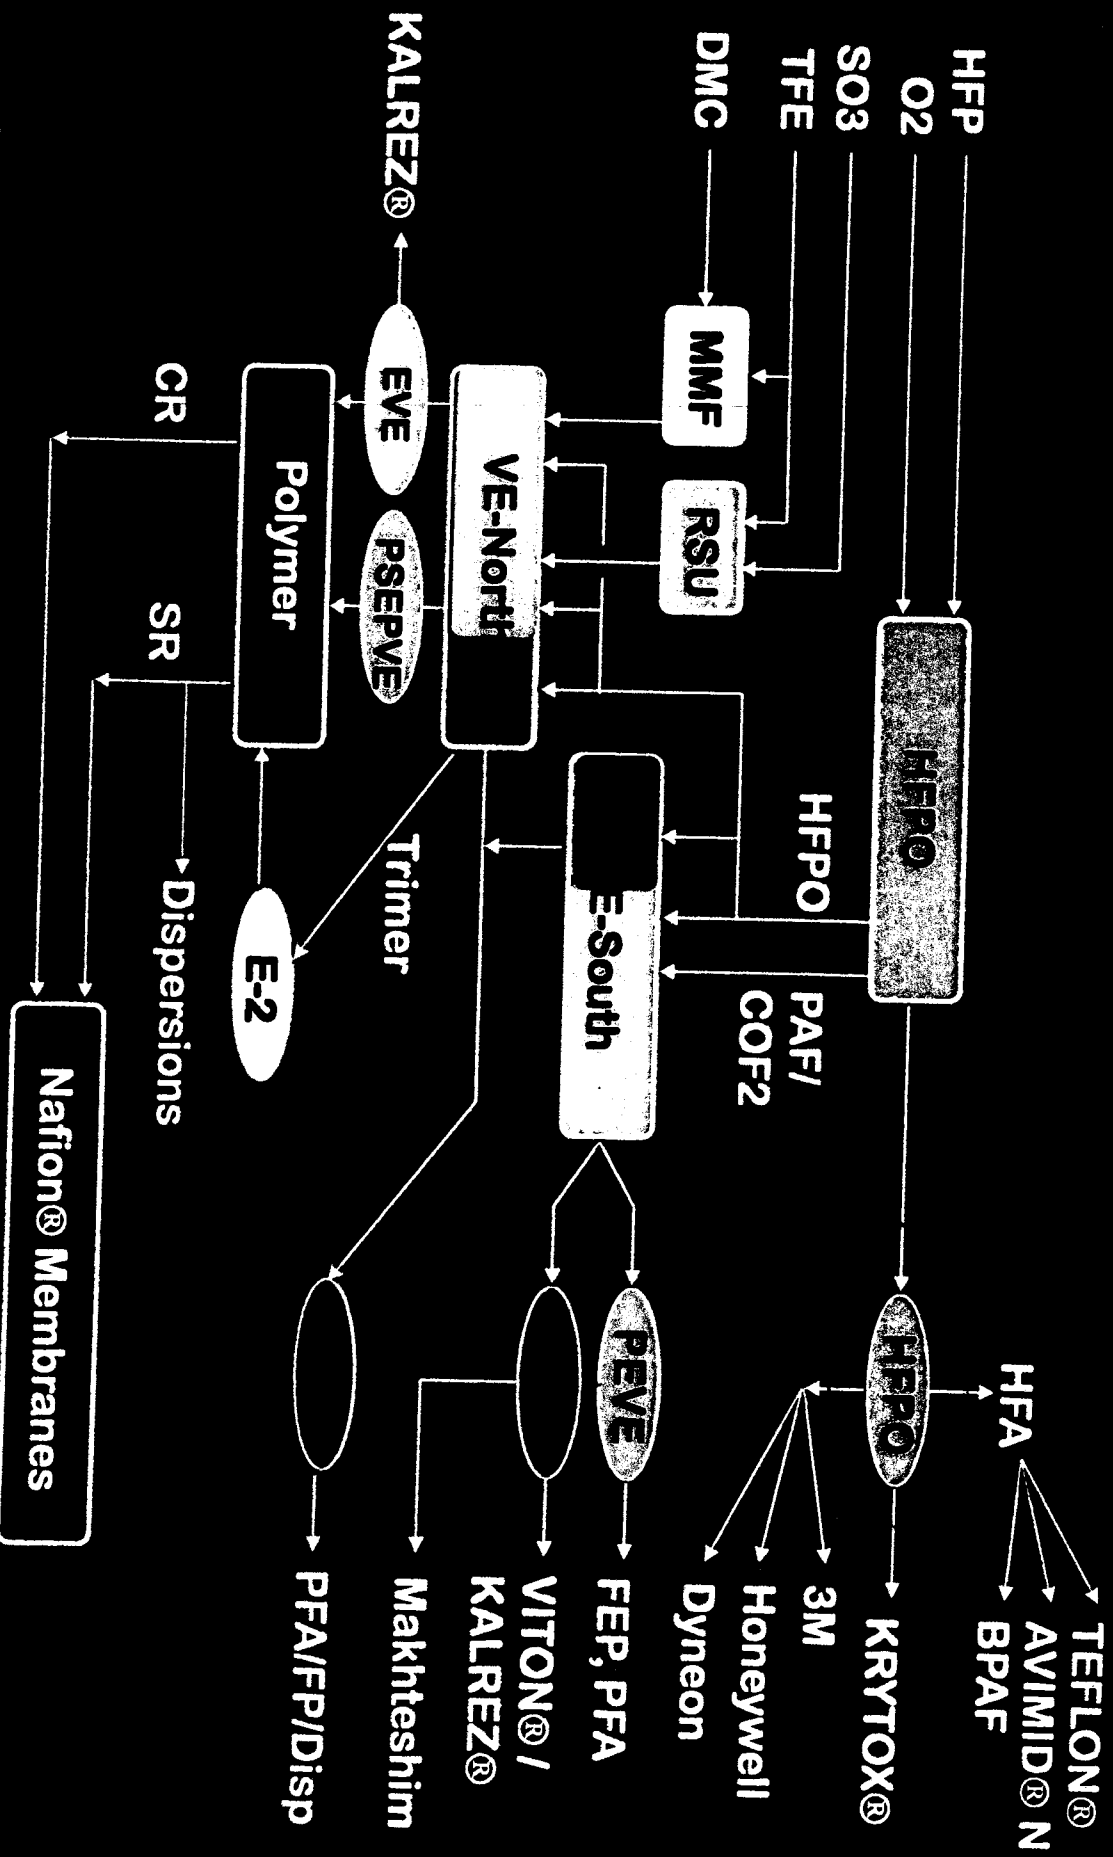 HFP
O2
SO3
TFE
DMC
KALREZ®
HFPO
MMF
RSU
HFPO
PAF/
COF2
VE-North
E-South
EVE
PSEPVE
Trimer
Polymer
E-2
CR
SR
Dispersions
Nafion® Membranes
HFA
HFPO
PEVE
TEFLON®
AVIMID® N
BPAF
KRYTOX®
3M
Honeywell
Dyneon
FEP, PFA
VITON® /
KALREZ®
Makhteshim
PFA/FP/Disp